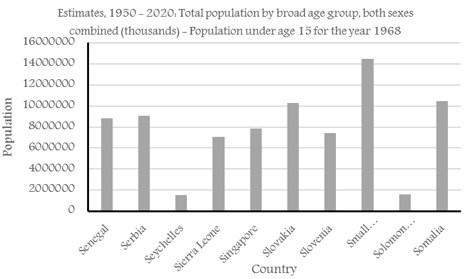 Estimates, 1950 - 2020: Total population by broad age group, both sexes
combined (thousands) - Population under age 15 for the year 1968
16000000
14000000
12000000
10000000
8000000
6000000
4000000
2000000
0
Population
Senegal
Serbia
Seychelles
Sierra Leone
Singapore
Slovakia
Slovenia
Small...
Solomon...
Somalia
Country